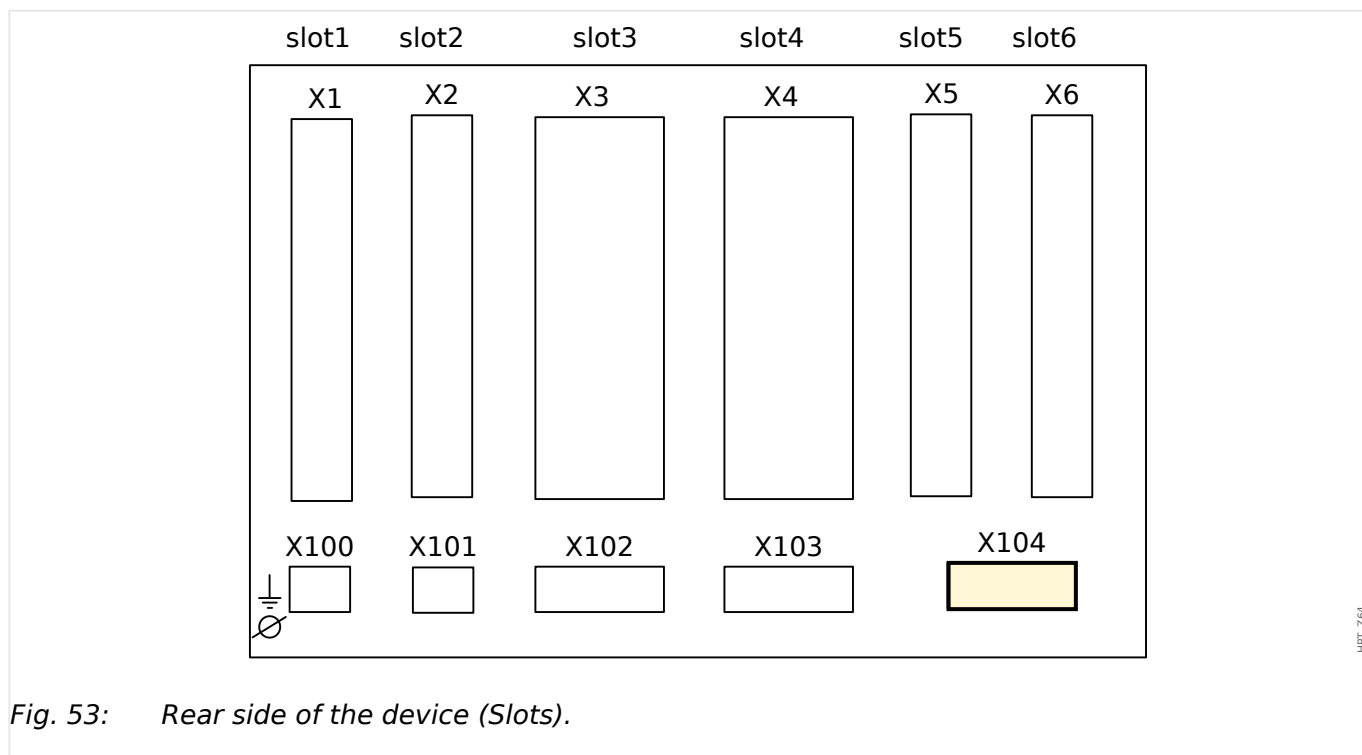 slot1 slot2 slot3 slot4 slot5 slot6
X1 X2 X3 X4 X5 X6
X100 X101 X102 X103 X104
HPT_Z64
Fig. 53: Rear side of the device (Slots).